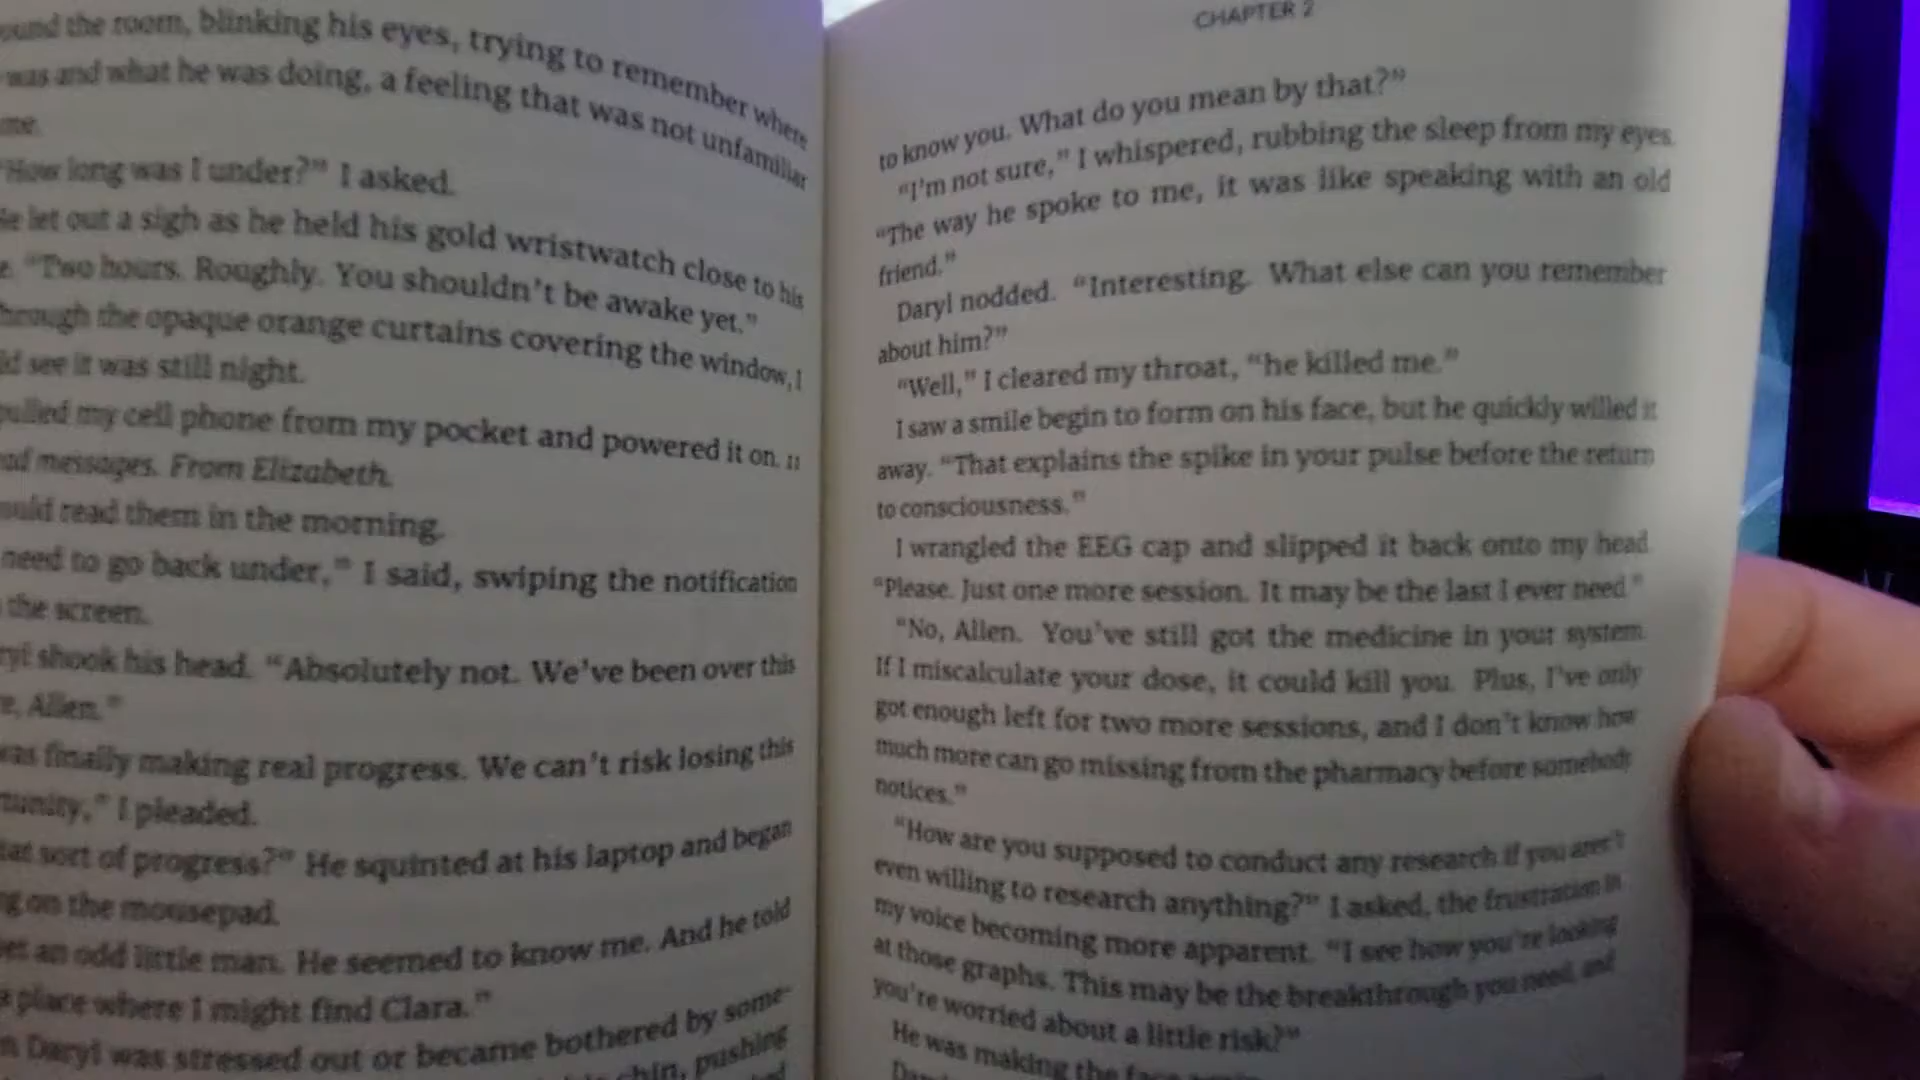 the room, blinking his eyes, trying to remember where
was and what he was doing, a feeling that was not unfamiliar
me.
“How long was I under?” I asked.
He let out a sigh as he held his gold wristwatch close to his
“Two hours. Roughly. You shouldn’t be awake yet.”
through the opaque orange curtains covering the window, I
see it was still night.
pulled my cell phone from my pocket and powered it on. 11
messages. From Elizabeth.
would read them in the morning.
need to go back under,” I said, swiping the notification
the screen.
shook his head. “Absolutely not. We’ve been over this
Allen.”
was finally making real progress. We can’t risk losing this
I pleaded.
sort of progress?” He squinted at his laptop and began
on the mousepad.
an odd little man. He seemed to know me. And he told
place where I might find Clara.”
Daryl was stressed out or became bothered by some-
chin, pushing
CHAPTER 2
to know you. What do you mean by that?”
“I’m not sure,” I whispered, rubbing the sleep from my eyes.
“The way he spoke to me, it was like speaking with an old
friend.”
Daryl nodded. “Interesting. What else can you remember
about him?”
“Well,” I cleared my throat, “he killed me.”
I saw a smile begin to form on his face, but he quickly willed it
away. “That explains the spike in your pulse before the return
to consciousness.”
I wrangled the EEG cap and slipped it back onto my head.
“Please. Just one more session. It may be the last I ever need.”
“No, Allen. You’ve still got the medicine in your system.
If I miscalculate your dose, it could kill you. Plus, I’ve only
got enough left for two more sessions, and I don’t know how
much more can go missing from the pharmacy before somebody
notices.”
“How are you supposed to conduct any research if you aren’t
even willing to research anything?” I asked, the frustration in
my voice becoming more apparent. “I see how you’re looking
at those graphs. This may be the breakthrough you need, and
you’re worried about a little risk?”
He was making the face again